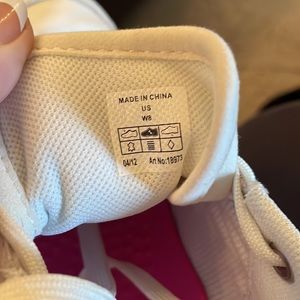 MADE IN CHINA
US
W8
04/12 Art No:18973